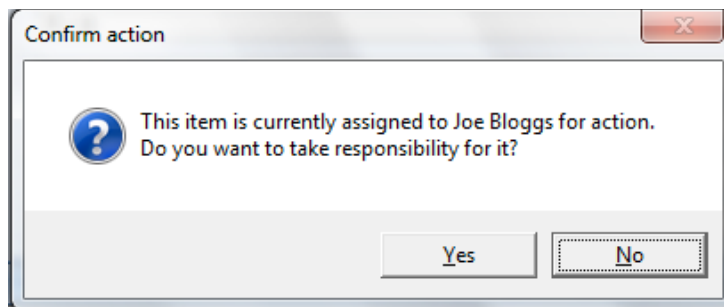 Confirm action
This item is currently assigned to Joe Bloggs for action.
Do you want to take responsibility for it?
Yes
No